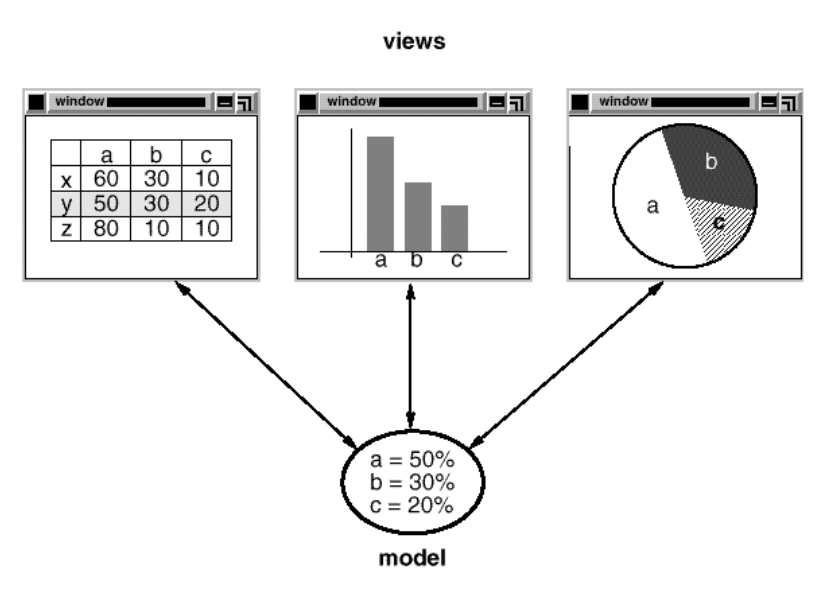 views
window
window
window
a b c
x 60 30 10
y 50 30 20
z 80 10 10
a b c
a
b
c
a = 50%
b = 30%
c = 20%
model